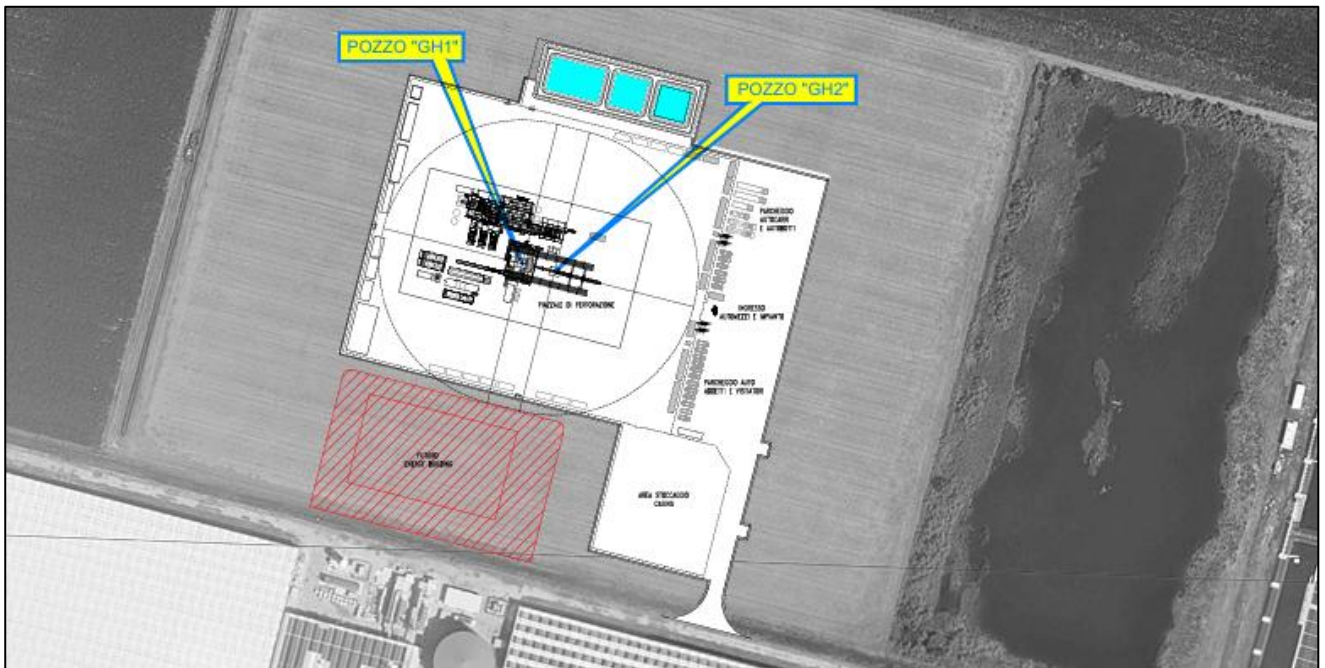 POZZO "GH1"
POZZO "GH2"
PARCHEGGIO
AUTOCARRI
E AUTOBOTTI
PIAZZALE DI PERFORAZIONE
INGRESSO
AUTOMEZZI E IMPIANTO
PARCHEGGIO AUTO
ADDETTI E VISITATORI
FUTURO
ENERGY BUILDING
AREA STOCCAGGIO
CASING